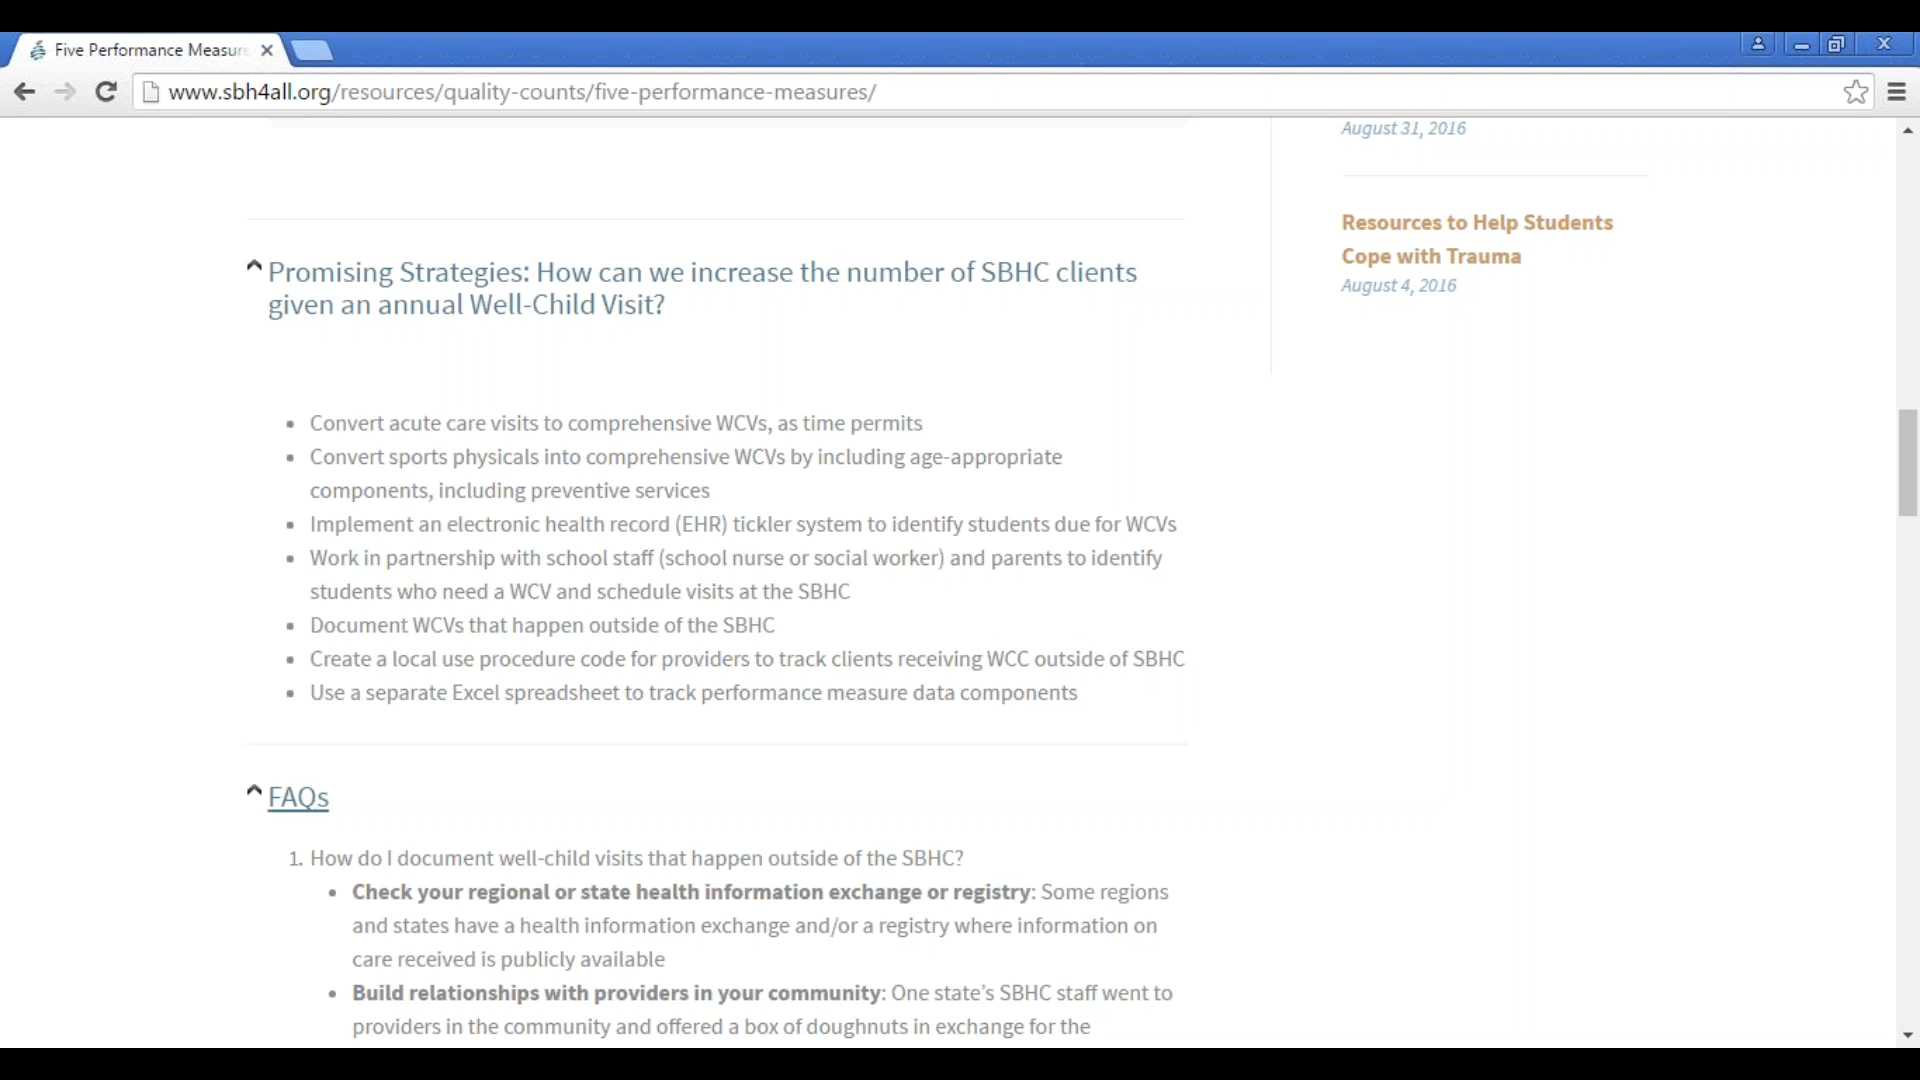 Five Performance Measure
www.sbh4all.org/resources/quality-counts/five-performance-measures/
August 31, 2016
Resources to Help Students
Cope with Trauma
August 4, 2016
Promising Strategies: How can we increase the number of SBHC clients
given an annual Well-Child Visit?
Convert acute care visits to comprehensive WCVs, as time permits
Convert sports physicals into comprehensive WCVs by including age-appropriate
components, including preventive services
Implement an electronic health record (EHR) tickler system to identify students due for WCVs
Work in partnership with school staff (school nurse or social worker) and parents to identify
students who need a WCV and schedule visits at the SBHC
Document WCVs that happen outside of the SBHC
Create a local use procedure code for providers to track clients receiving WCC outside of SBHC
Use a separate Excel spreadsheet to track performance measure data components
FAQs
1. How do I document well-child visits that happen outside of the SBHC?
Check your regional or state health information exchange or registry: Some regions
and states have a health information exchange and/or a registry where information on
care received is publicly available
Build relationships with providers in your community: One state’s SBHC staff went to
providers in the community and offered a box of doughnuts in exchange for the